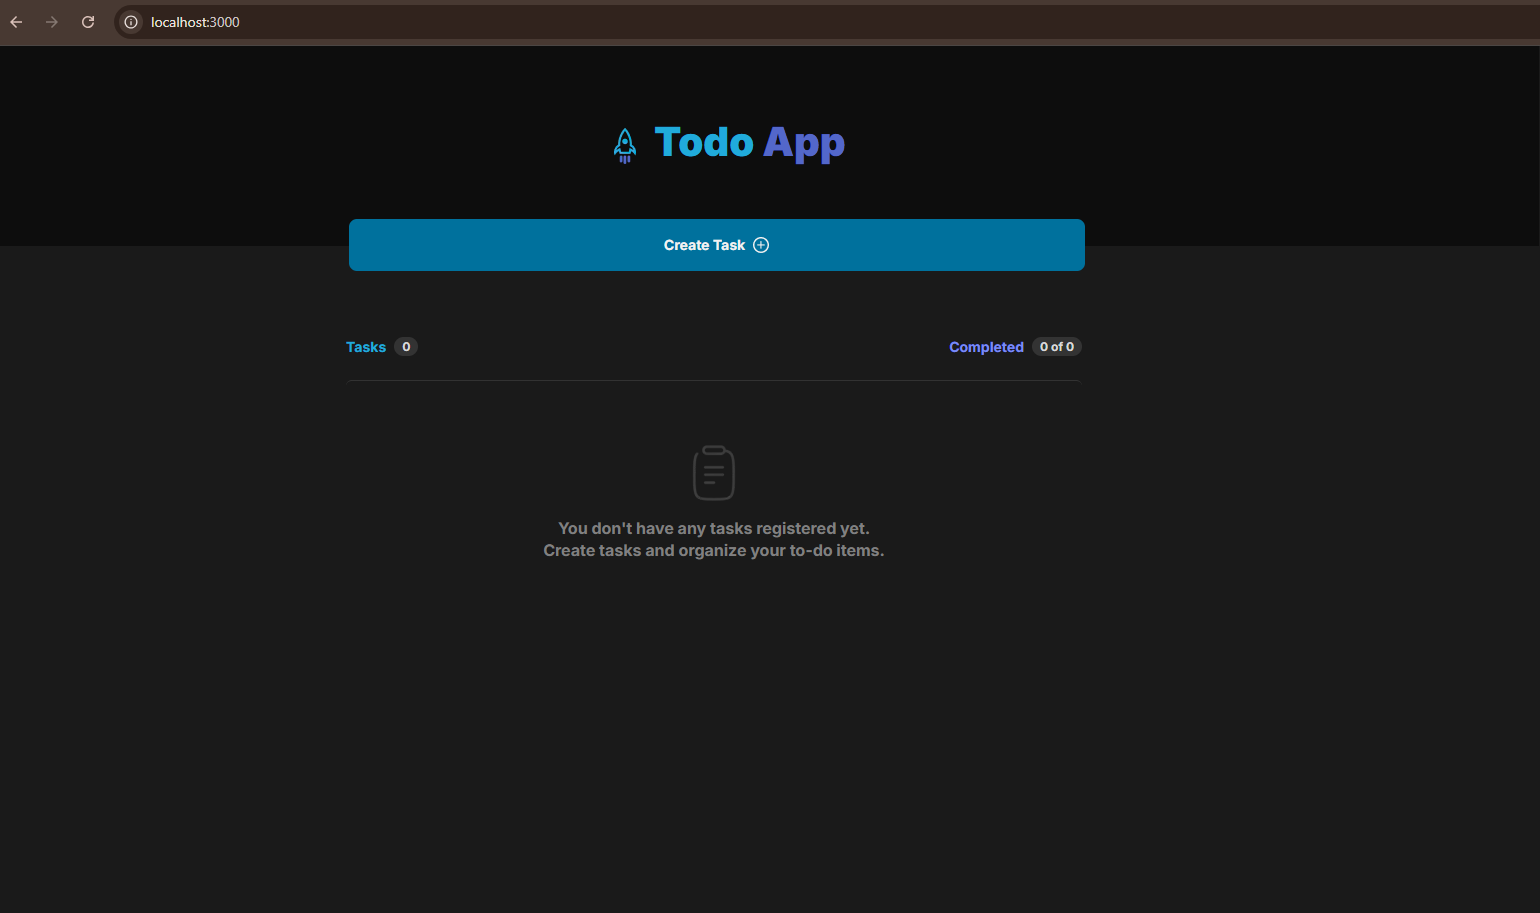 localhost:3000
Todo App
Create Task
Tasks 0
Completed 0 of 0
You don't have any tasks registered yet.
Create tasks and organize your to-do items.